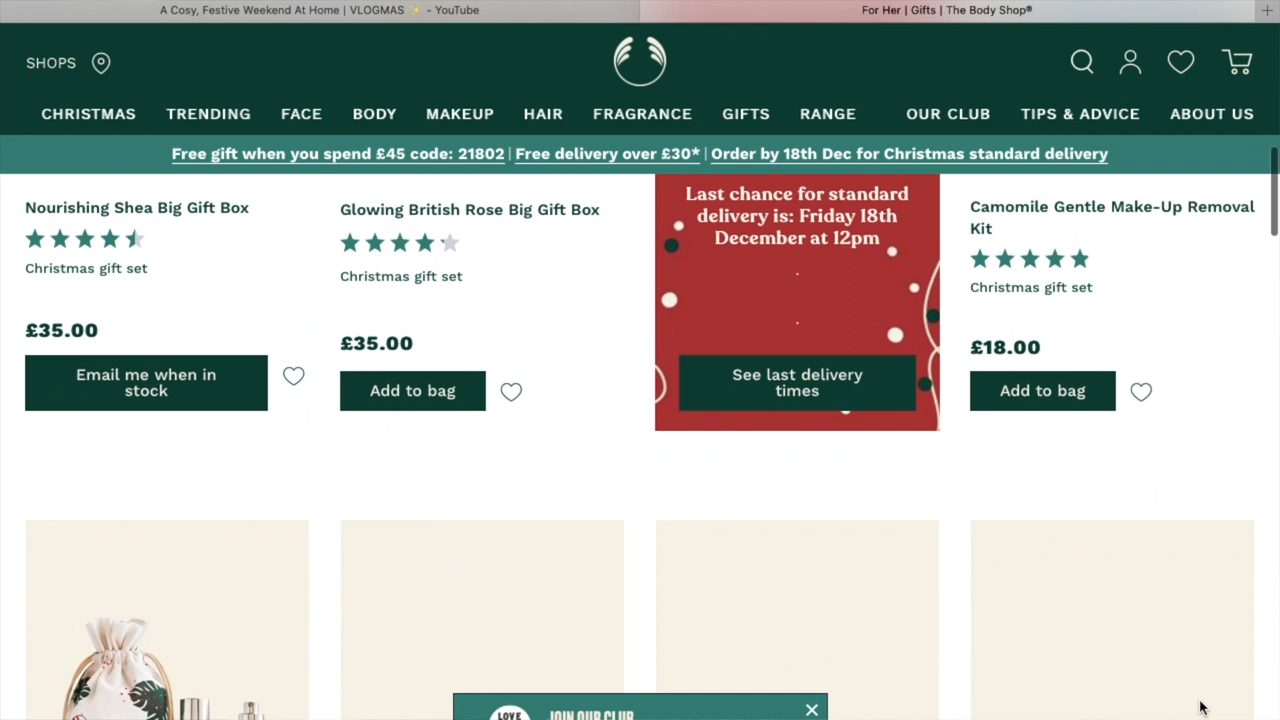 A Cosy, Festive Weekend At Home | VLOGMAS ✨ - YouTube
For Her | Gifts | The Body Shop®
SHOPS
CHRISTMAS TRENDING FACE BODY MAKEUP HAIR FRAGRANCE GIFTS RANGE OUR CLUB TIPS & ADVICE ABOUT US
Free gift when you spend £45 code: 21802 | Free delivery over £30* | Order by 18th Dec for Christmas standard delivery
Nourishing Shea Big Gift Box
Christmas gift set
£35.00
Email me when in
stock
Glowing British Rose Big Gift Box
Christmas gift set
£35.00
Add to bag
Last chance for standard
delivery is: Friday 18th
December at 12pm
.
.
See last delivery
times
Camomile Gentle Make-Up Removal
Kit
Christmas gift set
£18.00
Add to bag
LOVE
JOIN OUR CLUB